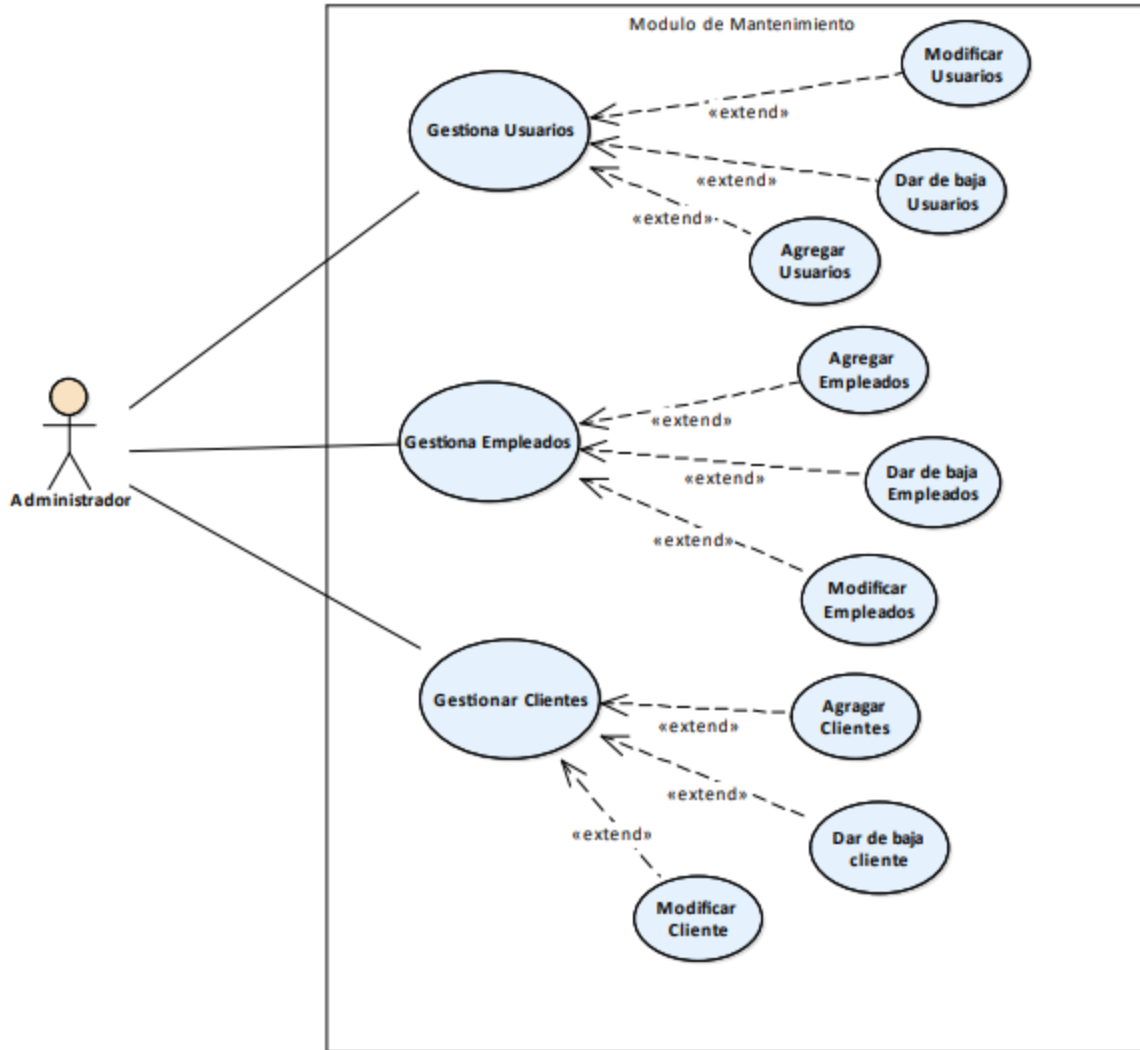 Modulo de Mantenimiento
Modificar
Usuarios
Gestiona Usuarios
«extend»
Dar de baja
Usuarios
«extend»
«extend»
Agregar
Usuarios
Agregar
Empleados
Gestiona Empleados
«extend»
Dar de baja
Empleados
«extend»
Administrador
«extend»
Modificar
Empleados
Gestionar Clientes
Agragar
Clientes
«extend»
«extend»
«extend»
Dar de baja
cliente
Modificar
Cliente